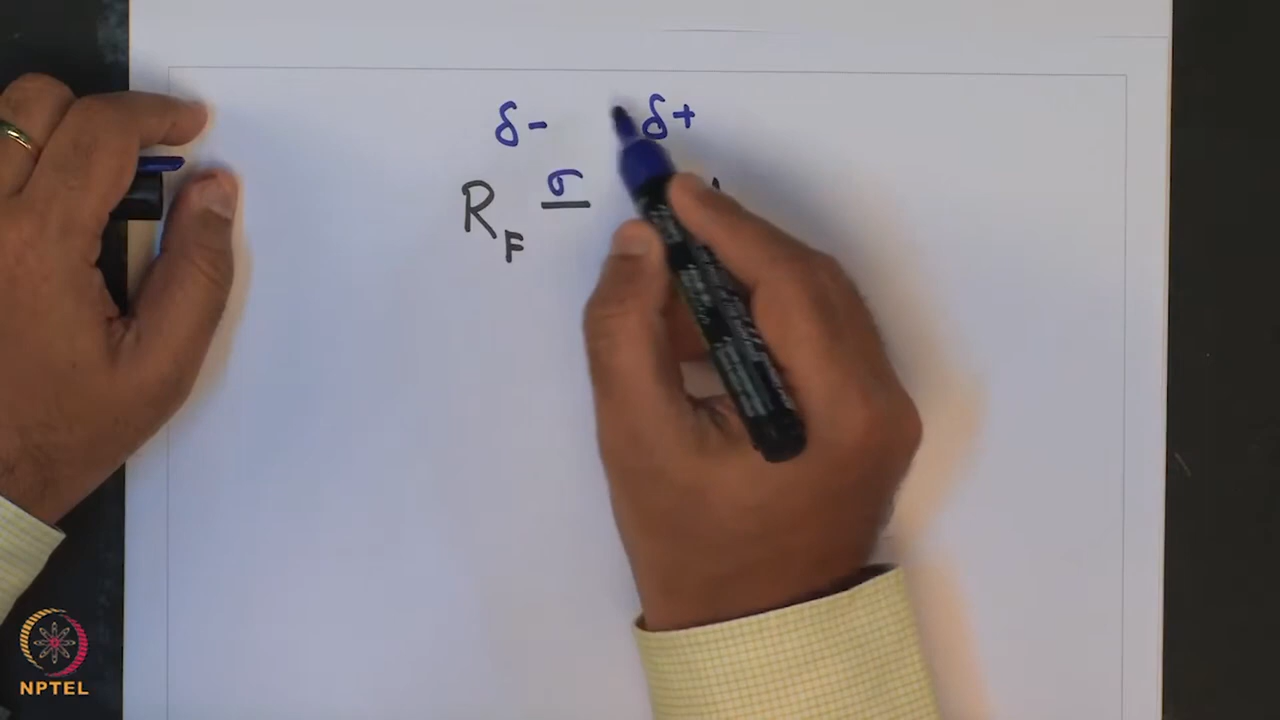 δ- δ+
σ
R_F —
NPTEL